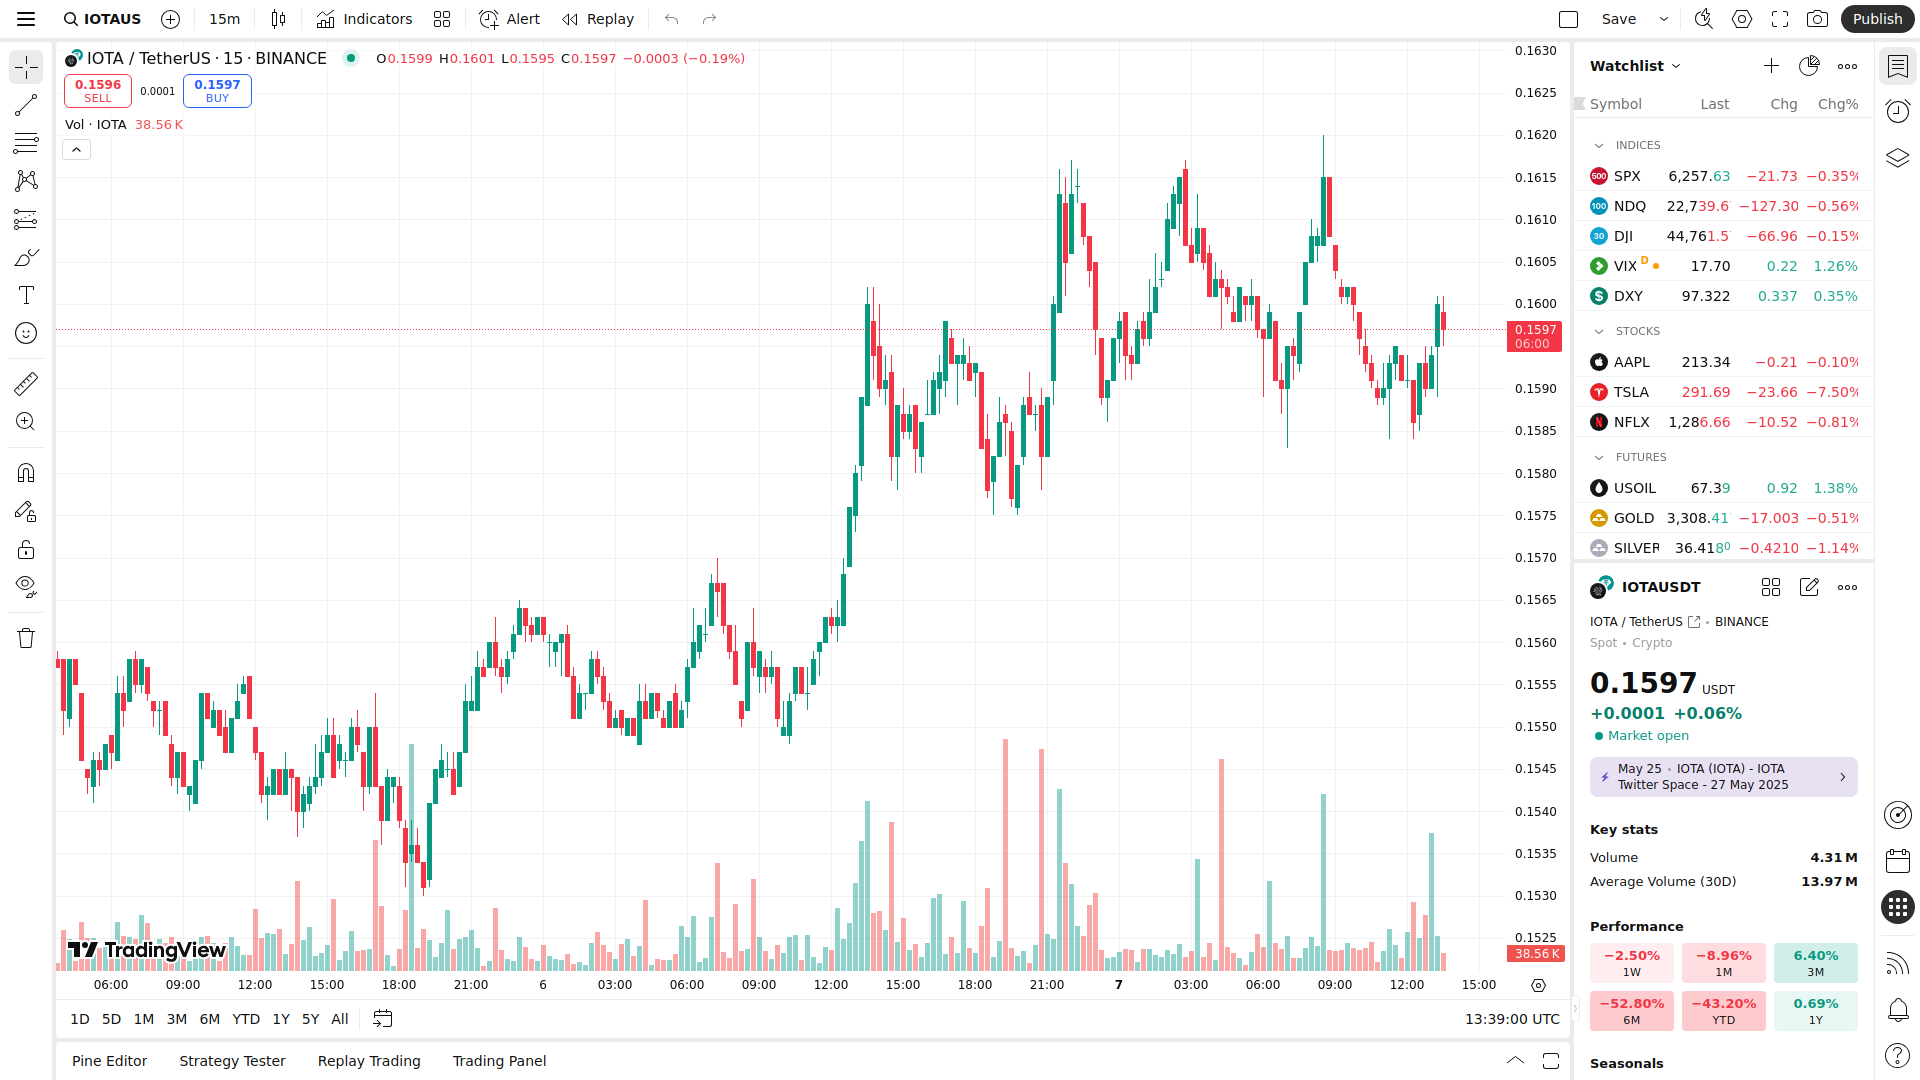 IOTAUS
15m
Indicators
Alert
Replay
Save
Publish
IOTA / TetherUS · 15 · BINANCE
O0.1599 H0.1601 L0.1595 C0.1597 −0.0003 (−0.19%)
0.1596
SELL
0.0001
0.1597
BUY
Vol · IOTA 38.56 K
0.1630
0.1625
0.1620
0.1615
0.1610
0.1605
0.1600
0.1597
06:00
0.1590
0.1585
0.1580
0.1575
0.1570
0.1565
0.1560
0.1555
0.1550
0.1545
0.1540
0.1535
0.1530
0.1525
38.56 K
TradingView
06:00 09:00 12:00 15:00 18:00 21:00 6 03:00 06:00 09:00 12:00 15:00 18:00 21:00 7 03:00 06:00 09:00 12:00 15:00
1D 5D 1M 3M 6M YTD 1Y 5Y All
13:39:00 UTC
Pine Editor Strategy Tester Replay Trading Trading Panel
Watchlist
Symbol Last Chg Chg%
INDICES
500 SPX 6,257.63 −21.73 −0.35%
100 NDQ 22,739.6 −127.30 −0.56%
30 DJI 44,761.5 −66.96 −0.15%
VIX D 17.70 0.22 1.26%
DXY 97.322 0.337 0.35%
STOCKS
AAPL 213.34 −0.21 −0.10%
TSLA 291.69 −23.66 −7.50%
NFLX 1,286.66 −10.52 −0.81%
FUTURES
USOIL 67.39 0.92 1.38%
GOLD 3,308.41 −17.003 −0.51%
SILVER 36.4180 −0.4210 −1.14%
IOTAUSDT
IOTA / TetherUS • BINANCE
Spot • Crypto
0.1597 USDT
+0.0001 +0.06%
Market open
May 25 • IOTA (IOTA) - IOTA
Twitter Space - 27 May 2025
Key stats
Volume 4.31 M
Average Volume (30D) 13.97 M
Performance
−2.50% −8.96% 6.40%
1W 1M 3M
−52.80% −43.20% 0.69%
6M YTD 1Y
Seasonals